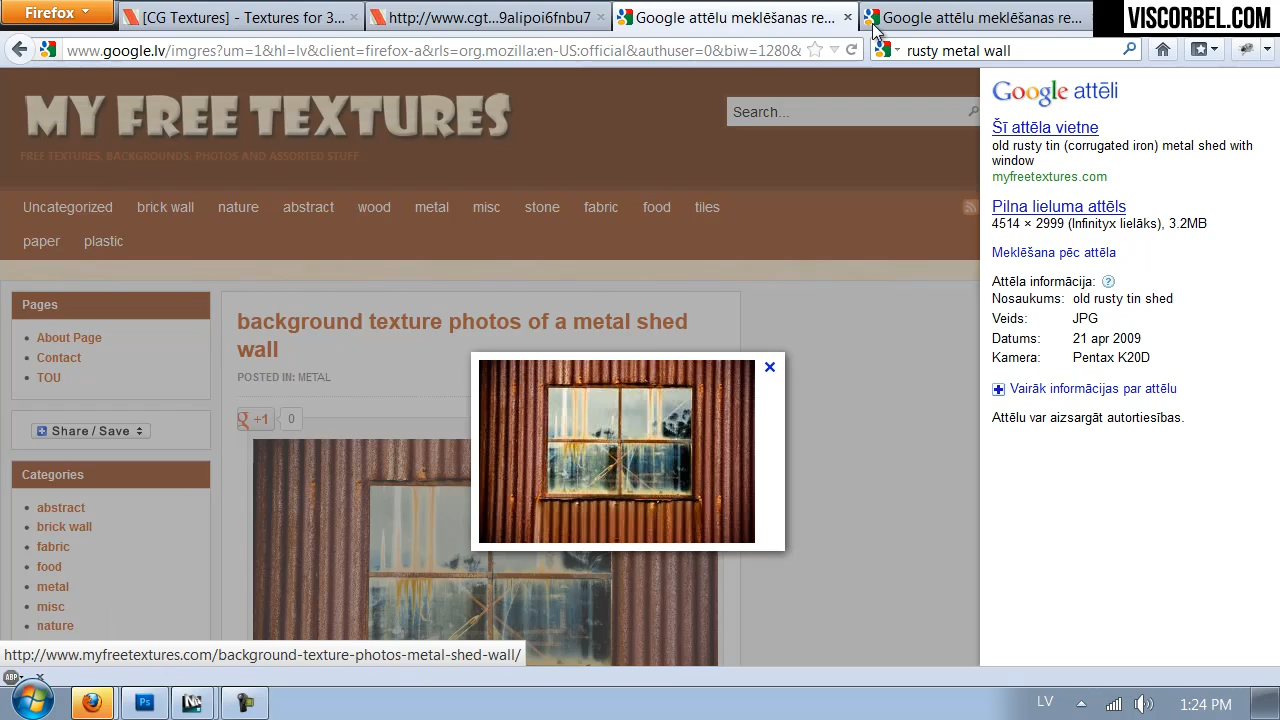 Firefox
[CG Textures] - Textures for 3...
http://www.cgt...9alipoi6fnbu7
Google attēlu meklēšanas re...
Google attēlu meklēšanas re...
VISCORBEL.COM
www.google.lv/imgres?um=1&hl=lv&client=firefox-a&rls=org.mozilla:en-US:official&authuser=0&biw=1280&
rusty metal wall
MY FREE TEXTURES
FREE TEXTURES, BACKGROUNDS, PHOTOS AND ASSORTED STUFF
Search...
Uncategorized brick wall nature abstract wood metal misc stone fabric food tiles
paper plastic
Pages
About Page
Contact
TOU
Share / Save
Categories
abstract
brick wall
fabric
food
metal
misc
nature
background texture photos of a metal shed
wall
POSTED IN: METAL
+1 0
Google attēli
Šī attēla vietne
old rusty tin (corrugated iron) metal shed with
window
myfreetextures.com
Pilna lieluma attēls
4514 × 2999 (Infinityx lielāks), 3.2MB
Meklēšana pēc attēla
Attēla informācija: ?
Nosaukums: old rusty tin shed
Veids: JPG
Datums: 21 apr 2009
Kamera: Pentax K20D
Vairāk informācijas par attēlu
Attēlu var aizsargāt autortiesības.
http://www.myfreetextures.com/background-texture-photos-metal-shed-wall/
ABP
Ps
LV
1:24 PM